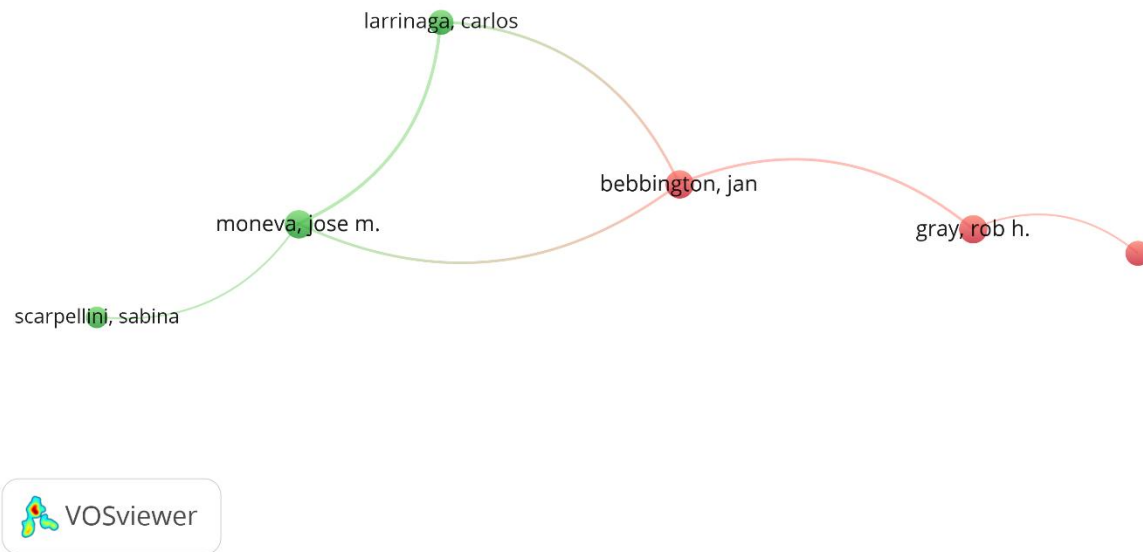 larrinaga, carlos
bebbington, jan
moneva, jose m.
gray, rob h.
scarpellini, sabina
VOSviewer